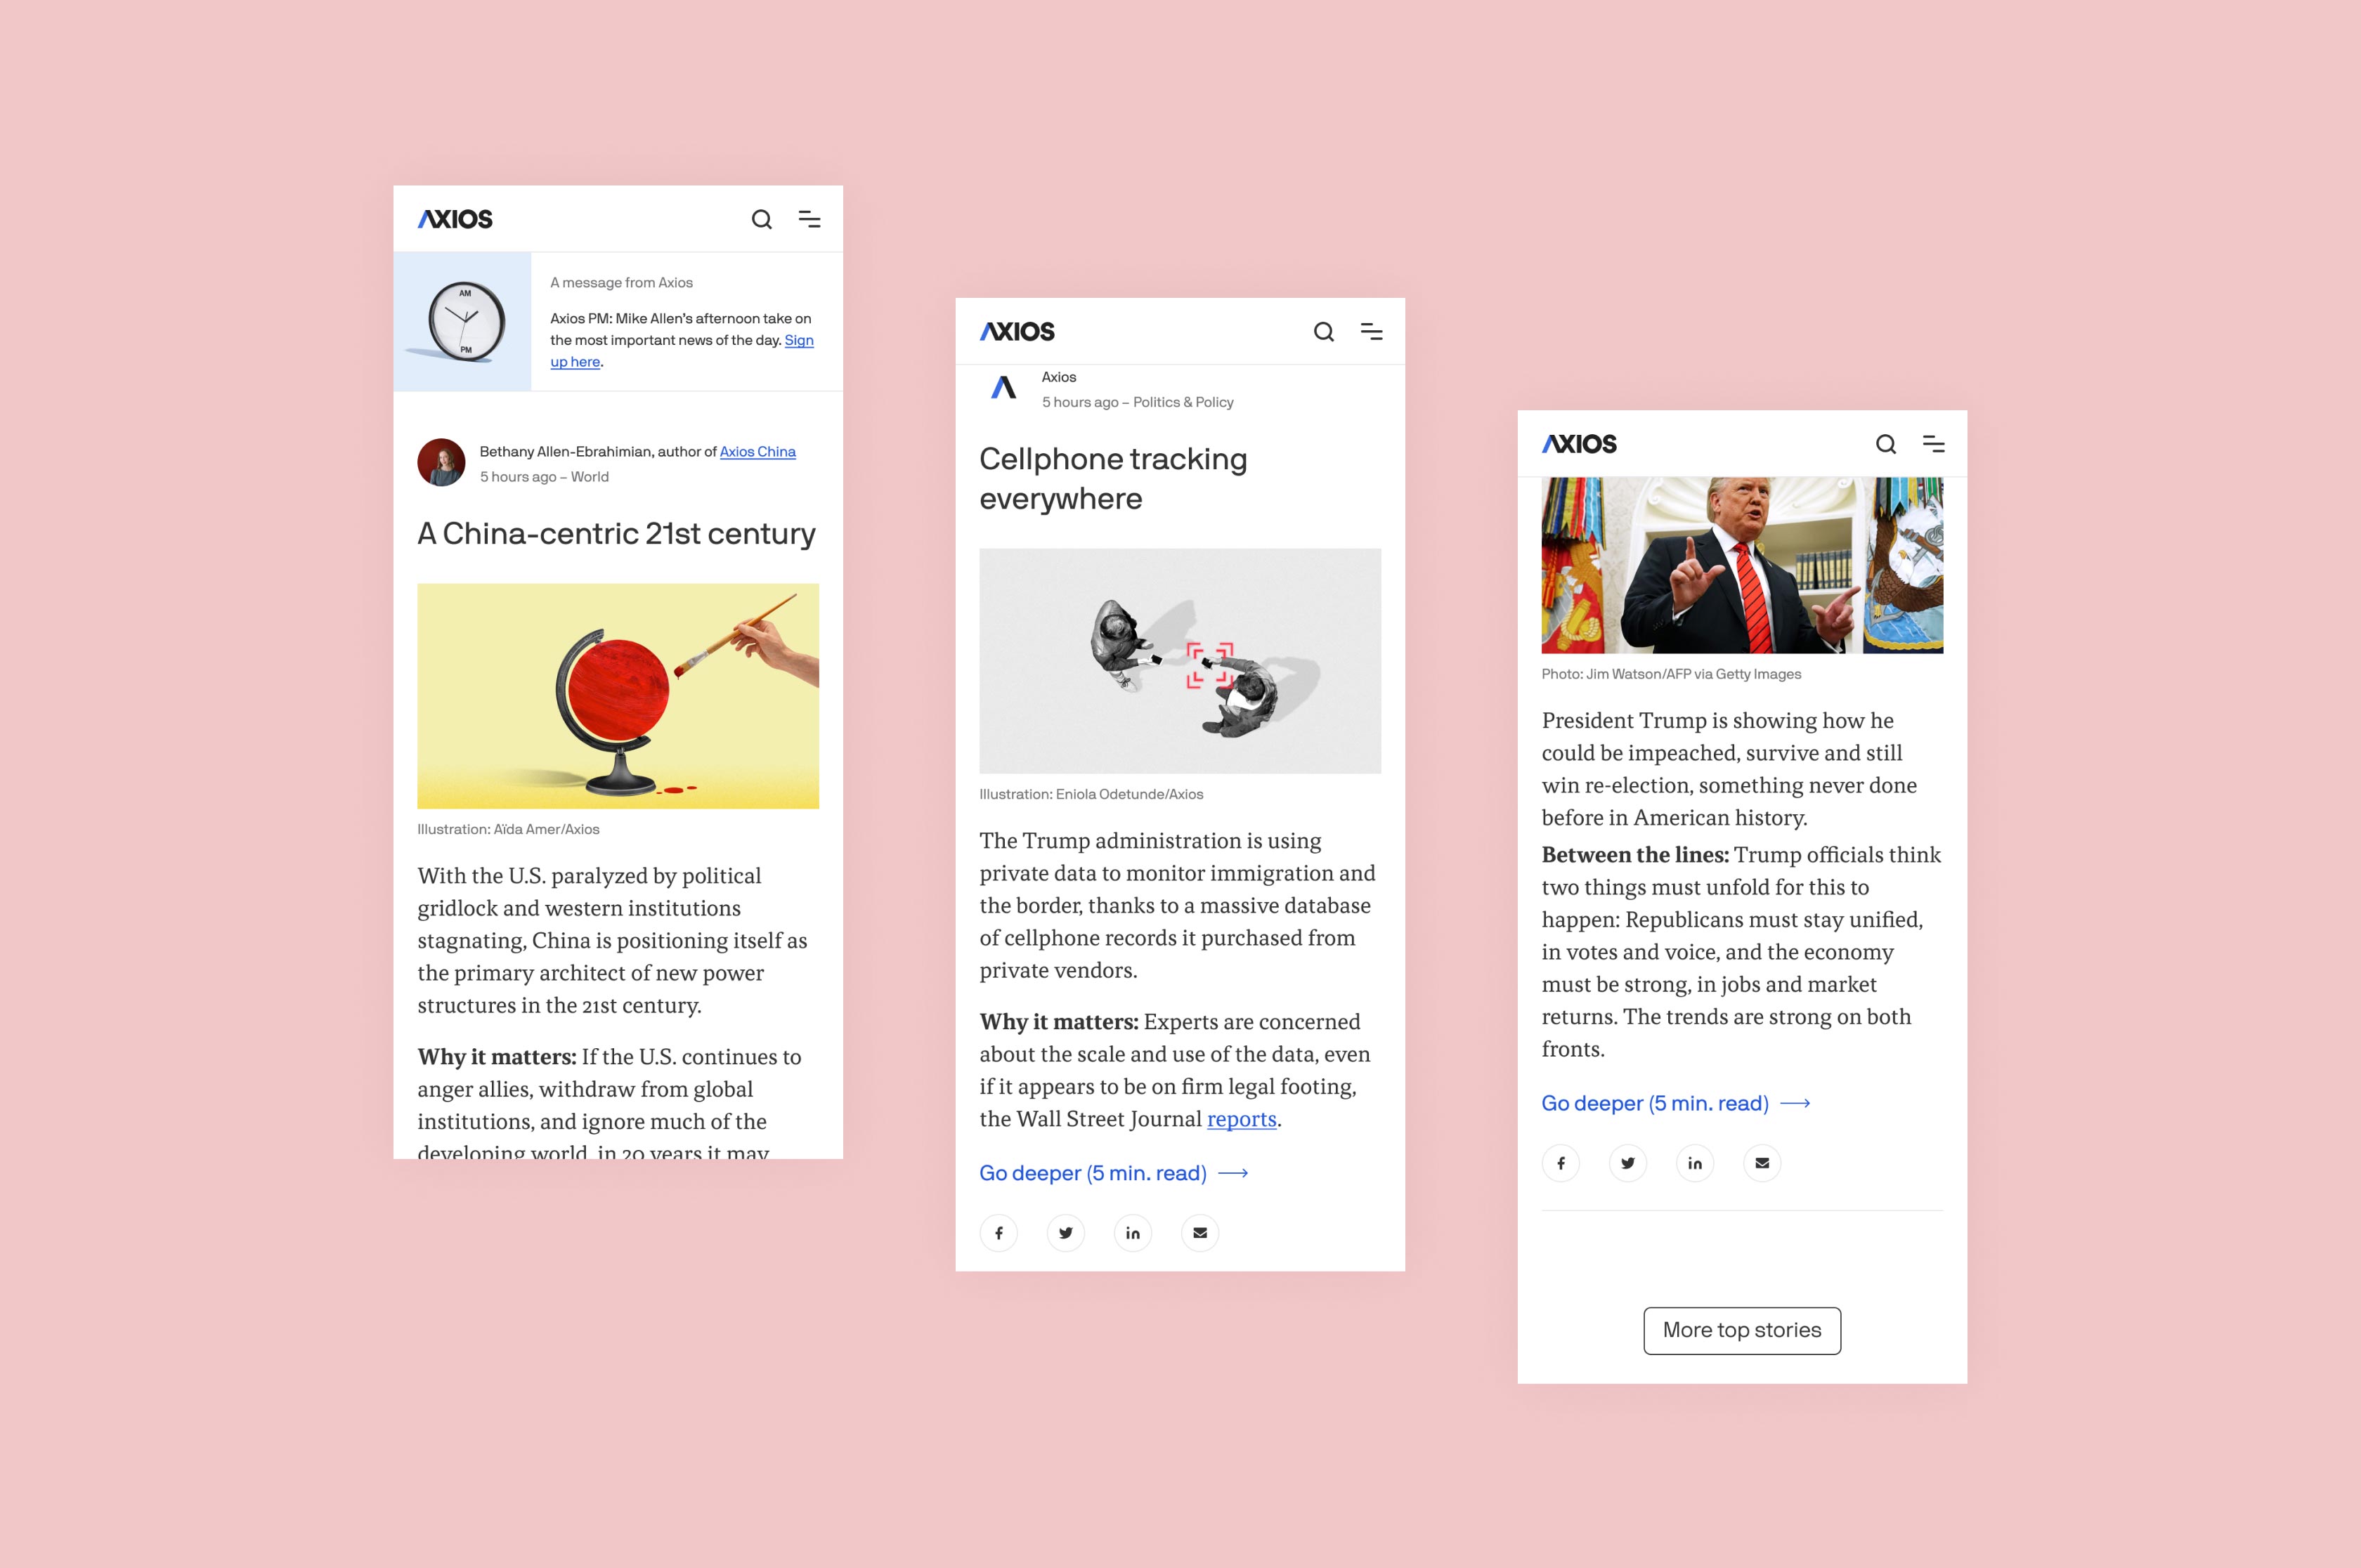 AXIOS
AM
PM
A message from Axios
Axios PM: Mike Allen's afternoon take on
the most important news of the day. Sign
up here.
Bethany Allen-Ebrahimian, author of Axios China
5 hours ago – World
A China-centric 21st century
Illustration: Aïda Amer/Axios
With the U.S. paralyzed by political
gridlock and western institutions
stagnating, China is positioning itself as
the primary architect of new power
structures in the 21st century.
Why it matters: If the U.S. continues to
anger allies, withdraw from global
institutions, and ignore much of the
developing world, in 20 years it may
AXIOS
Axios
5 hours ago – Politics & Policy
Cellphone tracking
everywhere
Illustration: Eniola Odetunde/Axios
The Trump administration is using
private data to monitor immigration and
the border, thanks to a massive database
of cellphone records it purchased from
private vendors.
Why it matters: Experts are concerned
about the scale and use of the data, even
if it appears to be on firm legal footing,
the Wall Street Journal reports.
Go deeper (5 min. read)
AXIOS
Photo: Jim Watson/AFP via Getty Images
President Trump is showing how he
could be impeached, survive and still
win re-election, something never done
before in American history.
Between the lines: Trump officials think
two things must unfold for this to
happen: Republicans must stay unified,
in votes and voice, and the economy
must be strong, in jobs and market
returns. The trends are strong on both
fronts.
Go deeper (5 min. read)
More top stories